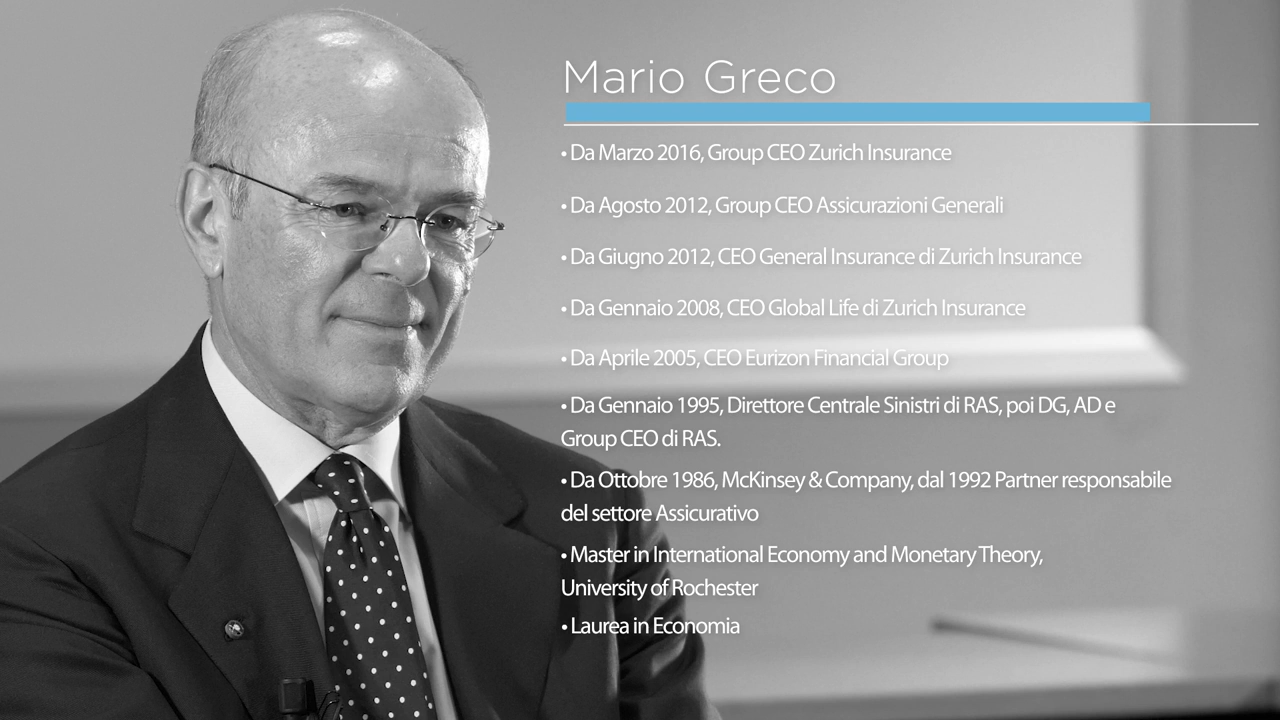 Mario Greco
• Da Marzo 2016, Group CEO Zurich Insurance
• Da Agosto 2012, Group CEO Assicurazioni Generali
• Da Giugno 2012, CEO General Insurance di Zurich Insurance
• Da Gennaio 2008, CEO Global Life di Zurich Insurance
• Da Aprile 2005, CEO Eurizon Financial Group
• Da Gennaio 1995, Direttore Centrale Sinistri di RAS, poi DG, AD e
Group CEO di RAS.
• Da Ottobre 1986, McKinsey & Company, dal 1992 Partner responsabile
del settore Assicurativo
• Master in International Economy and Monetary Theory,
University of Rochester
• Laurea in Economia